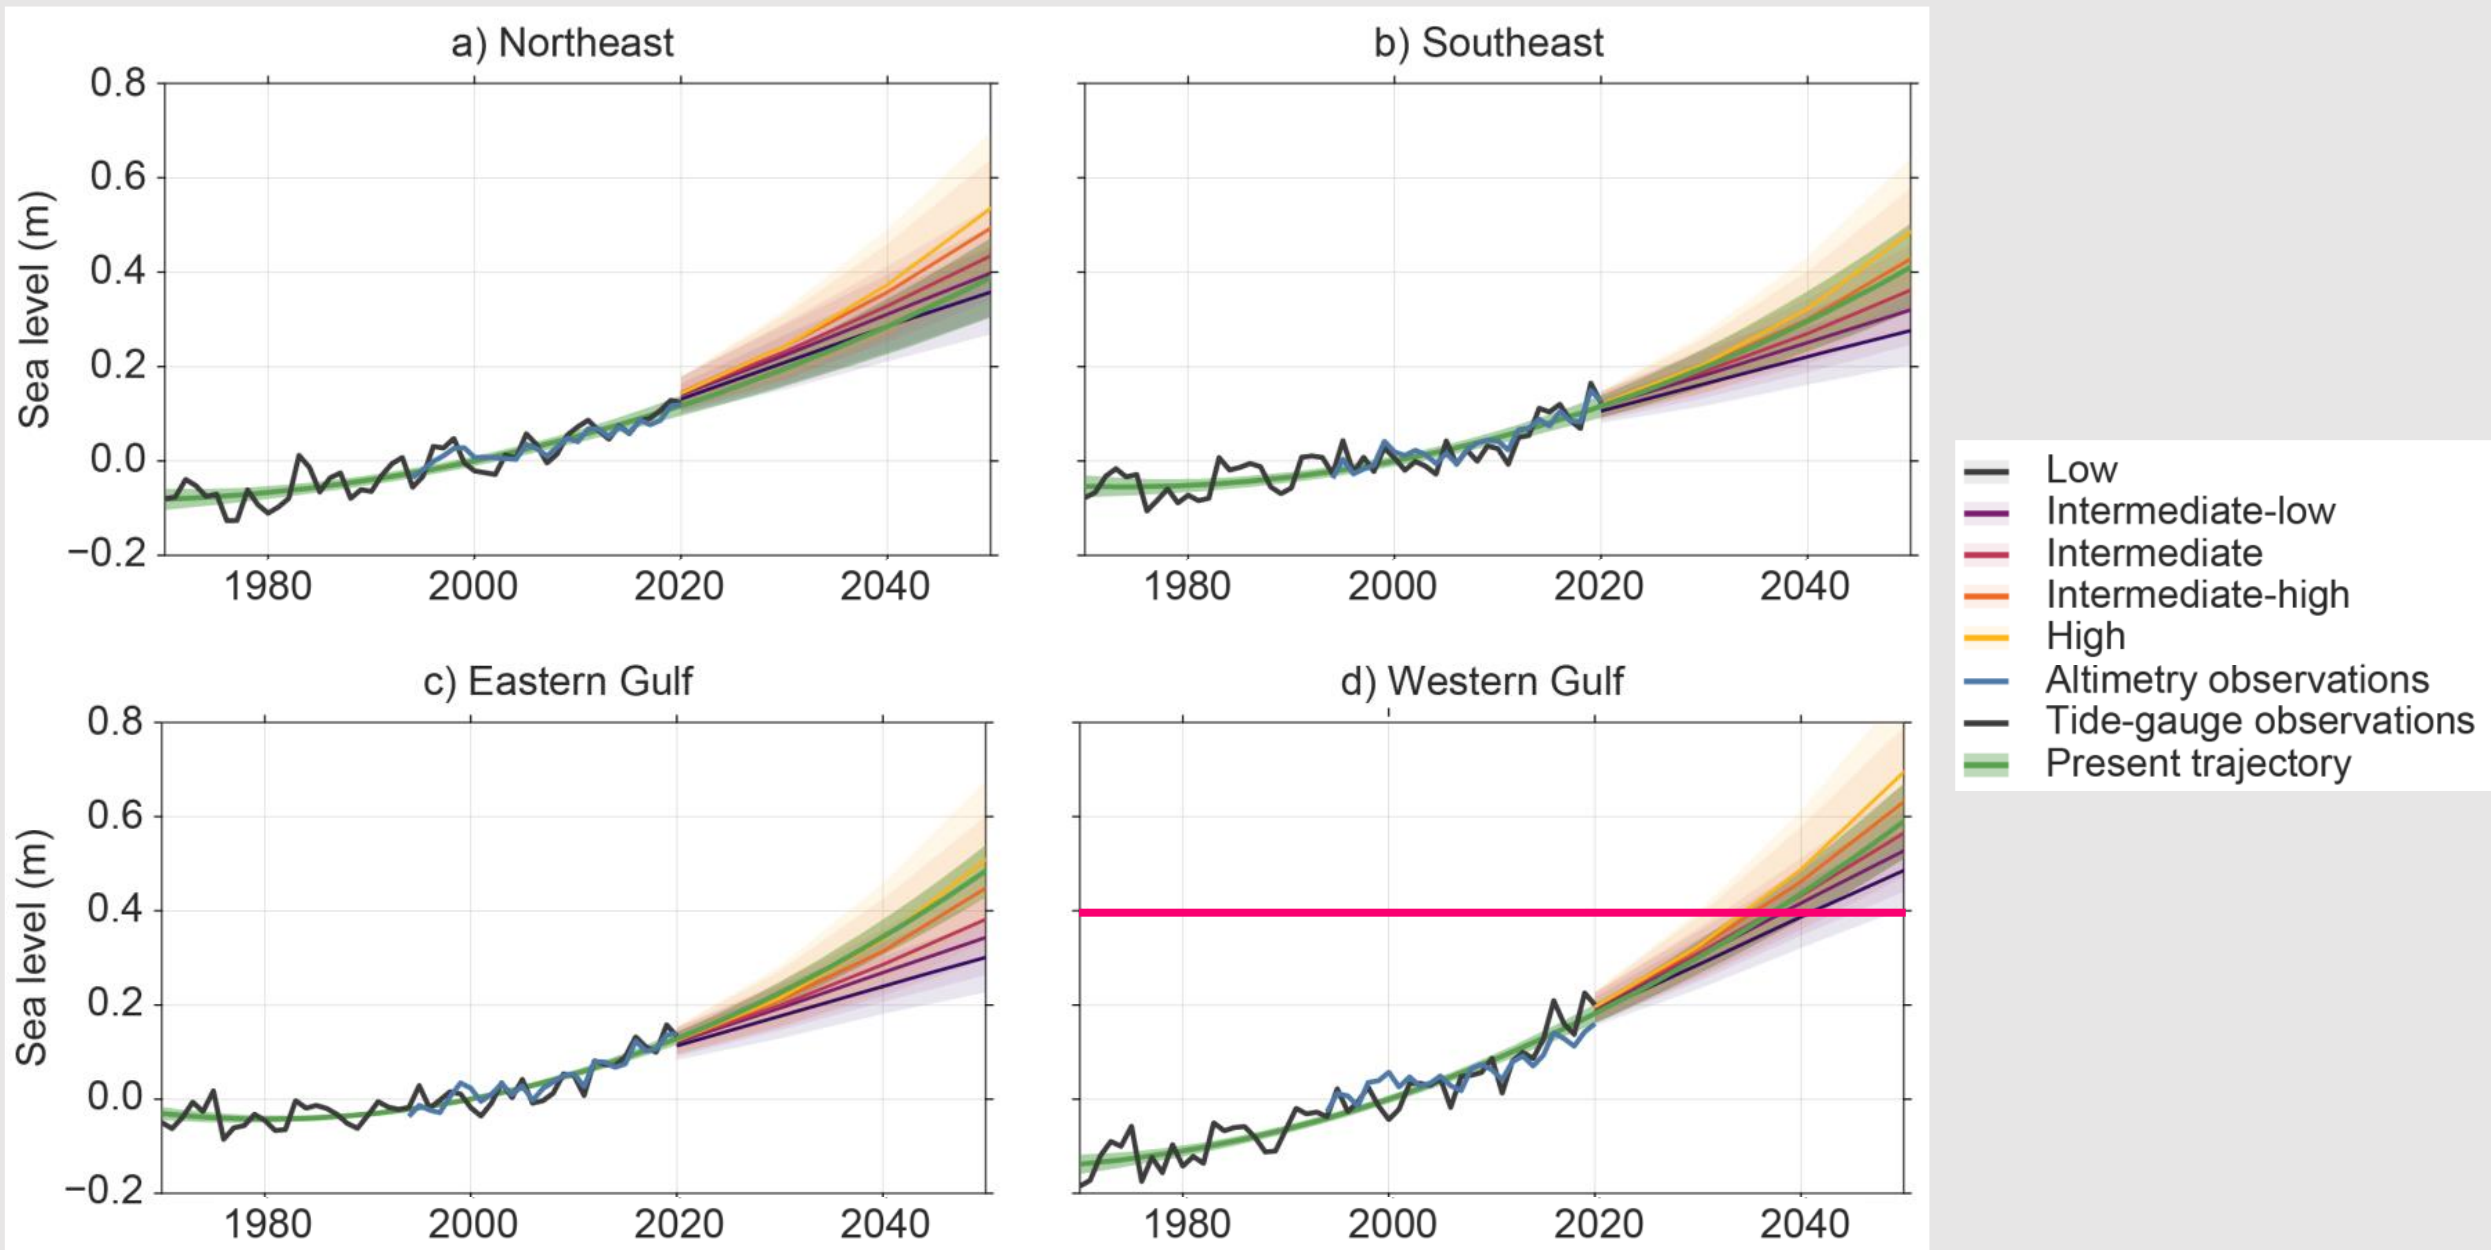 a) Northeast
b) Southeast
Sea level (m)
0.8
0.6
0.4
0.2
0.0
−0.2
1980 2000 2020 2040
1980 2000 2020 2040
c) Eastern Gulf
d) Western Gulf
Sea level (m)
0.8
0.6
0.4
0.2
0.0
−0.2
1980 2000 2020 2040
1980 2000 2020 2040
Low
Intermediate-low
Intermediate
Intermediate-high
High
Altimetry observations
Tide-gauge observations
Present trajectory